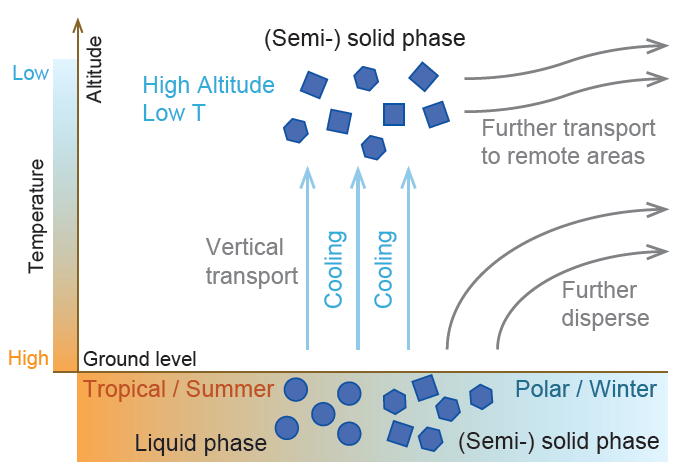 (Semi-) solid phase
Low
Altitude
High Altitude
Low T
Further transport
to remote areas
Temperature
Vertical
transport
Cooling
Cooling
Further
disperse
High
Ground level
Tropical / Summer
Polar / Winter
Liquid phase
(Semi-) solid phase